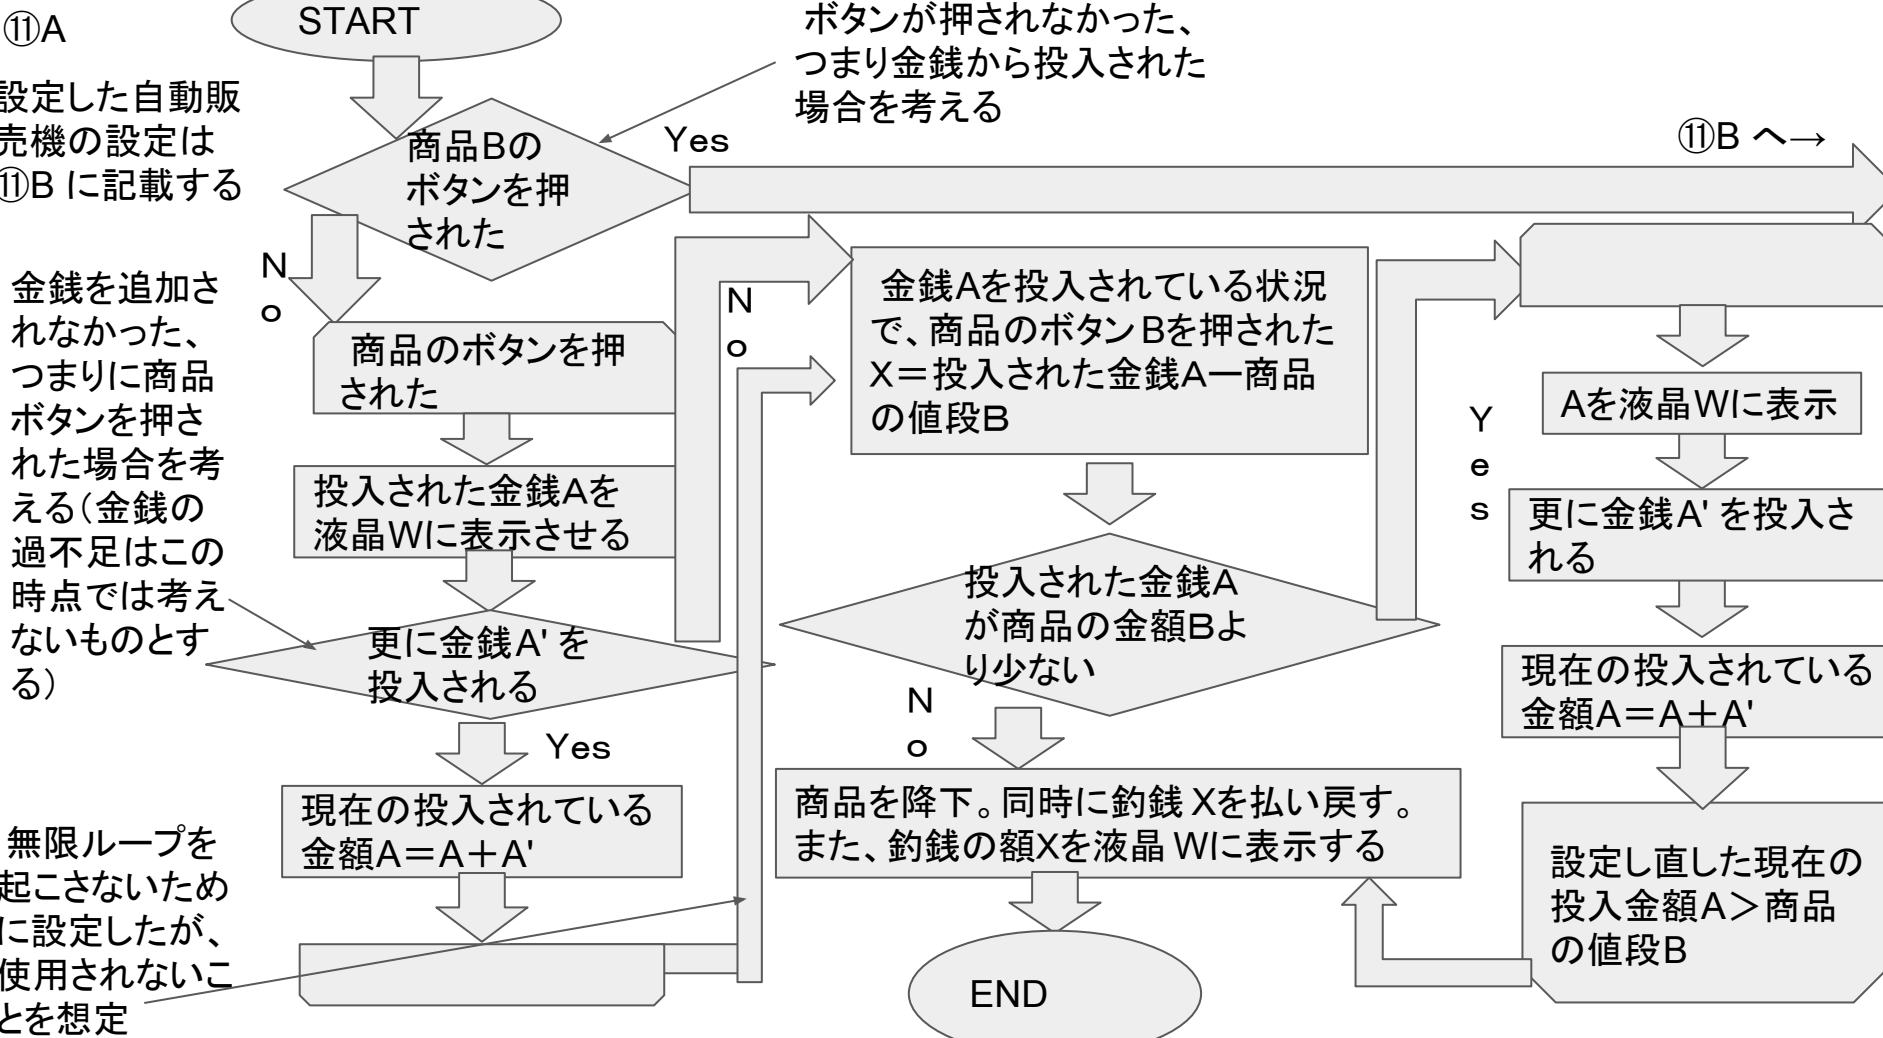 ⑪A
設定した自動販
売機の設定は
⑪B に記載する
START
ボタンが押されなかった、
つまり金銭から投入された
場合を考える
商品Bの
ボタンを押
された
Yes
⑪B へ→
N
o
金銭を追加さ
れなかった、
つまりに商品
ボタンを押さ
れた場合を考
える(金銭の
過不足はこの
時点では考え
ないものとす
る)
商品のボタンを押
された
投入された金銭Aを
液晶Wに表示させる
更に金銭A' を
投入される
N
o
Yes
現在の投入されている
金額A=A+A'
無限ループを
起こさないため
に設定したが、
使用されないこ
とを想定
金銭Aを投入されている状況
で、商品のボタンBを押された
X=投入された金銭A一商品
の値段B
投入された金銭A
が商品の金額Bよ
り少ない
N
o
Y
e
s
商品を降下。同時に釣銭 Xを払い戻す。
また、釣銭の額Xを液晶 Wに表示する
END
Aを液晶Wに表示
更に金銭A' を投入さ
れる
現在の投入されている
金額A=A+A'
設定し直した現在の
投入金額A>商品
の値段B